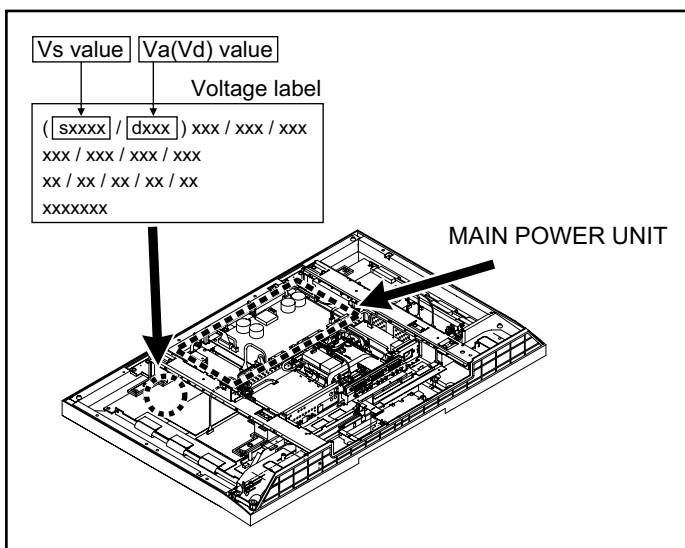 Vs value Va(Vd) value
Voltage label
( sxxxx / dxxx ) xxx / xxx / xxx
xxx / xxx / xxx / xxx
xx / xx / xx / xx / xx
xxxxxxx
MAIN POWER UNIT